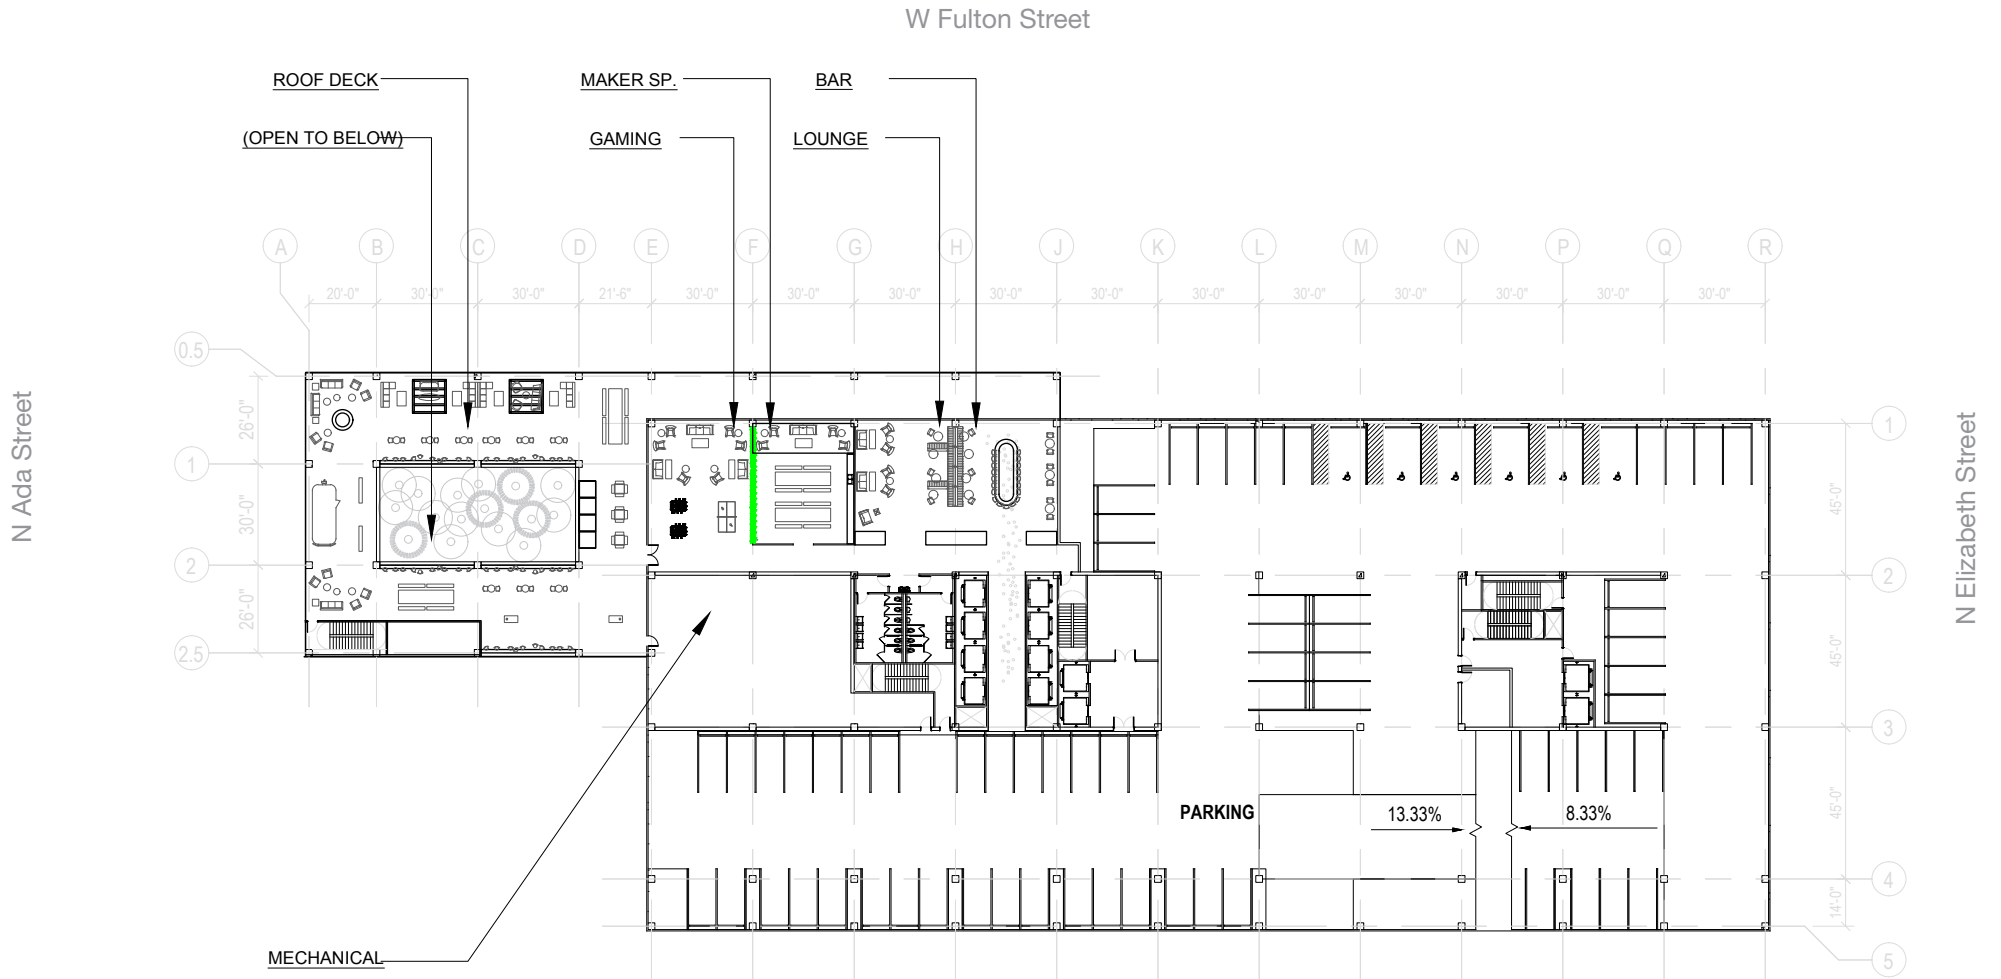 W Fulton Street
ROOF DECK
MAKER SP.
BAR
(OPEN TO BELOW)
GAMING
LOUNGE
A B C D E F G H J K L M N P Q R
20'-0" 30'-0" 30'-0" 21'-6" 30'-0" 30'-0" 30'-0" 30'-0" 30'-0" 30'-0" 30'-0" 30'-0" 30'-0" 30'-0"
0.5
26'-0"
1
30'-0"
2
26'-0"
2.5
N Ada Street
1
45'-0"
2
45'-0"
3
45'-0"
4
14'-0"
5
N Elizabeth Street
PARKING
13.33%
8.33%
MECHANICAL